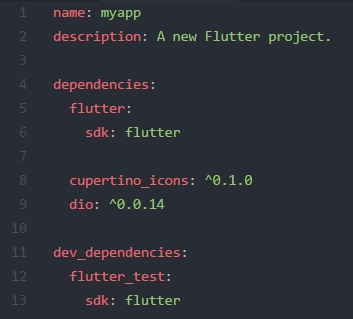 1 name: myapp
2 description: A new Flutter project.
3
4 dependencies:
5   flutter:
6     sdk: flutter
7
8   cupertino_icons: ^0.1.0
9   dio: ^0.0.14
10
11 dev_dependencies:
12   flutter_test:
13     sdk: flutter